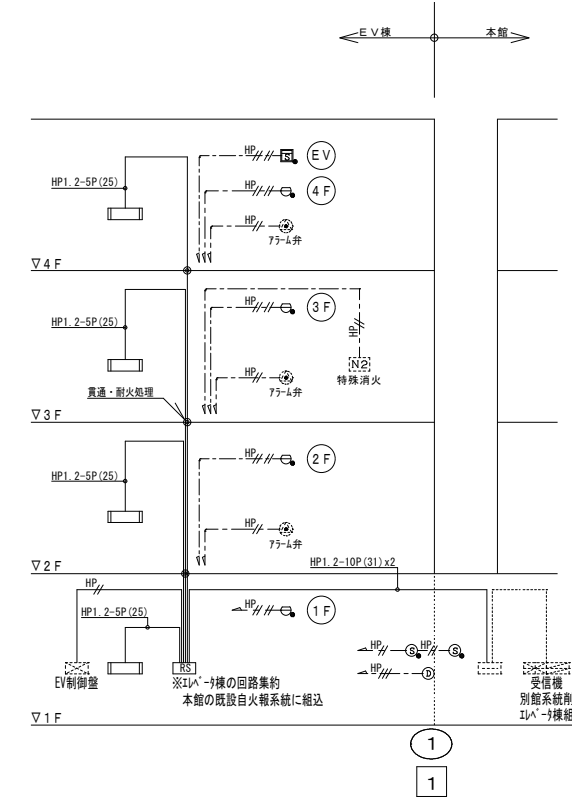 EV棟 本館
HP
S
EV
HP1.2-5P(25)
HP
4F
HP
アラーム弁
▽4F
HP
3F
HP1.2-5P(25)
HP
N2
特殊消火
HP
アラーム弁
貫通・耐火処理
▽3F
HP
2F
HP1.2-5P(25)
HP
アラーム弁
HP1.2-10P(31)x2
▽2F
HP
HP1.2-5P(25)
HP
1F
HP S HP S
HP D
RS
EV制御盤
※エレベータ棟の回路集約
本館の既設自火報系統に組込
受信機
別館系統削
エレベータ棟組
▽1F
1
1